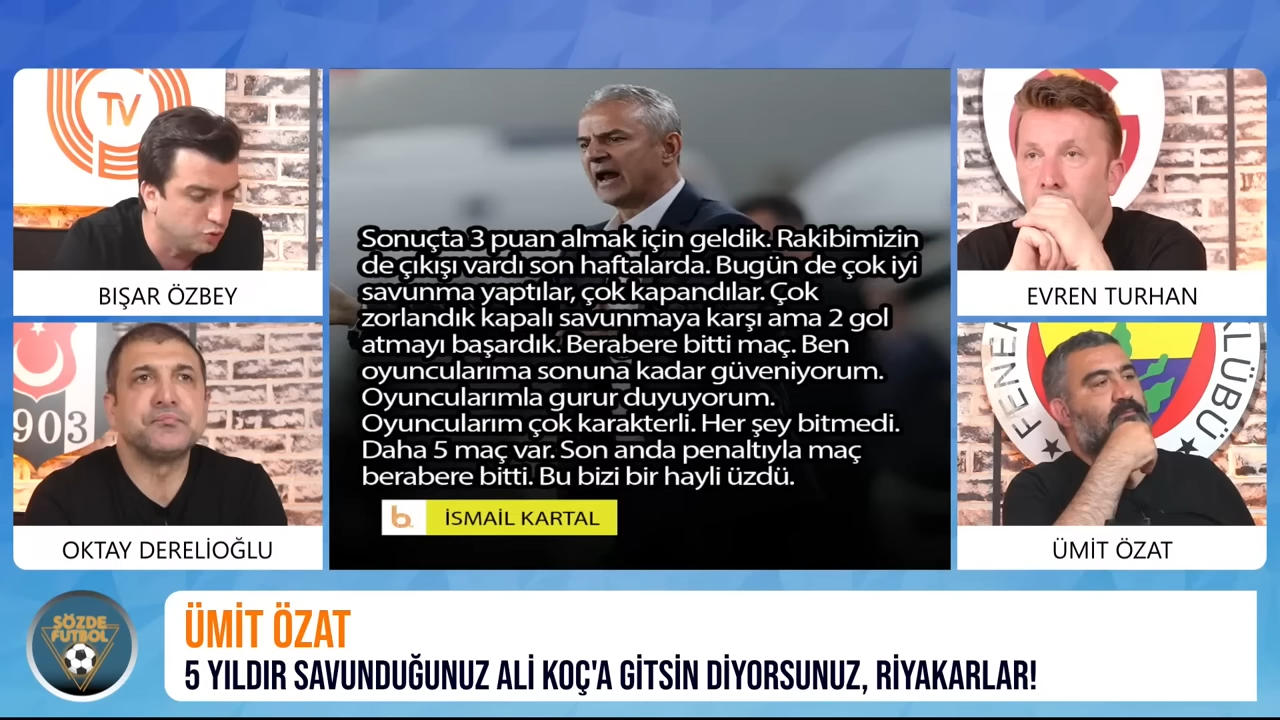 TV
BIŞAR ÖZBEY
1903
OKTAY DERELİOĞLU
Sonuçta 3 puan almak için geldik. Rakibimizin
de çıkışı vardı son haftalarda. Bugün de çok iyi
savunma yaptılar, çok kapandılar. Çok
zorlandık kapalı savunmaya karşı ama 2 gol
atmayı başardık. Berabere bitti maç. Ben
oyuncularıma sonuna kadar güveniyorum.
Oyuncularımla gurur duyuyorum.
Oyuncularım çok karakterli. Her şey bitmedi.
Daha 5 maç var. Son anda penaltıyla maç
berabere bitti. Bu bizi bir hayli üzdü.
b
İSMAİL KARTAL
EVREN TURHAN
FENE
KULÜBÜ
ÜMİT ÖZAT
SÖZDE
FUTBOL
ÜMİT ÖZAT
5 YILDIR SAVUNDUĞUNUZ ALİ KOÇ'A GİTSİN DİYORSUNUZ, RİYAKARLAR!